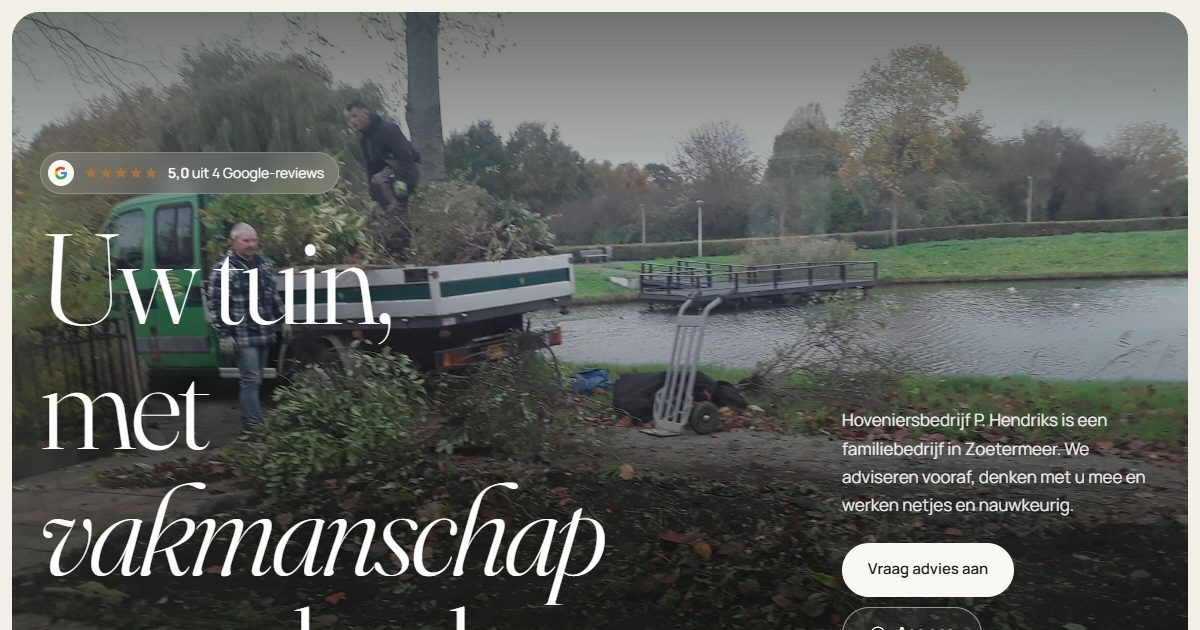 5,0 uit 4 Google-reviews
Uw tuin,
met
vakmanschap
Hoveniersbedrijf P. Hendriks is een
familiebedrijf in Zoetermeer. We
adviseren vooraf, denken met u mee en
werken netjes en nauwkeurig.
Vraag advies aan